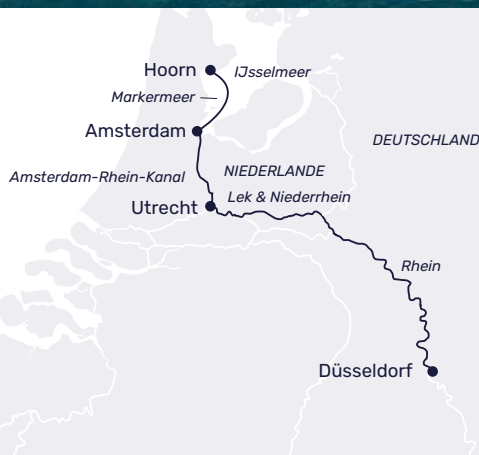 Hoorn
IJsselmeer
Markermeer
Amsterdam
DEUTSCHLAND
Amsterdam-Rhein-Kanal
NIEDERLANDE
Lek & Niederrhein
Utrecht
Rhein
Düsseldorf